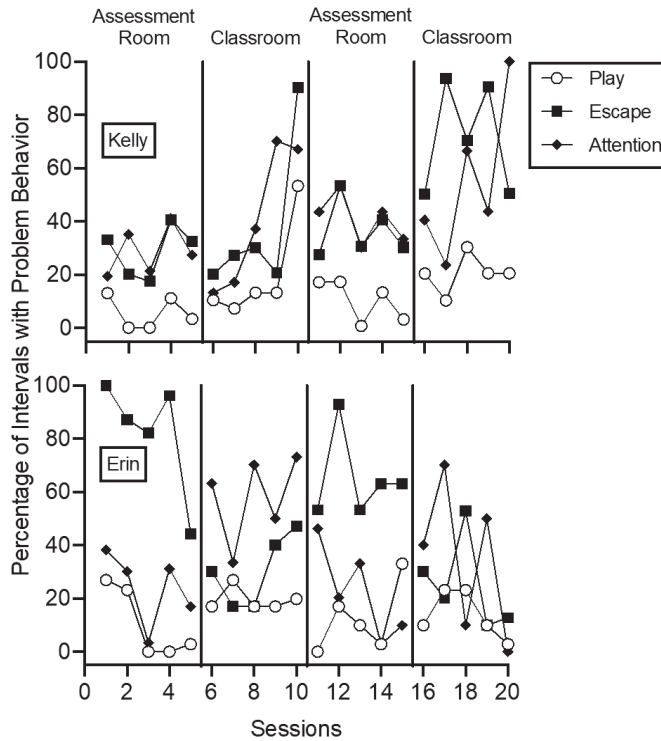 Assessment
Room
Classroom
Assessment
Room
Classroom
Play
Escape
Attention
Percentage of Intervals with Problem Behavior
100
80
60
40
20
0
Kelly
100
80
60
40
20
0
Erin
0 2 4 6 8 10 12 14 16 18 20
Sessions